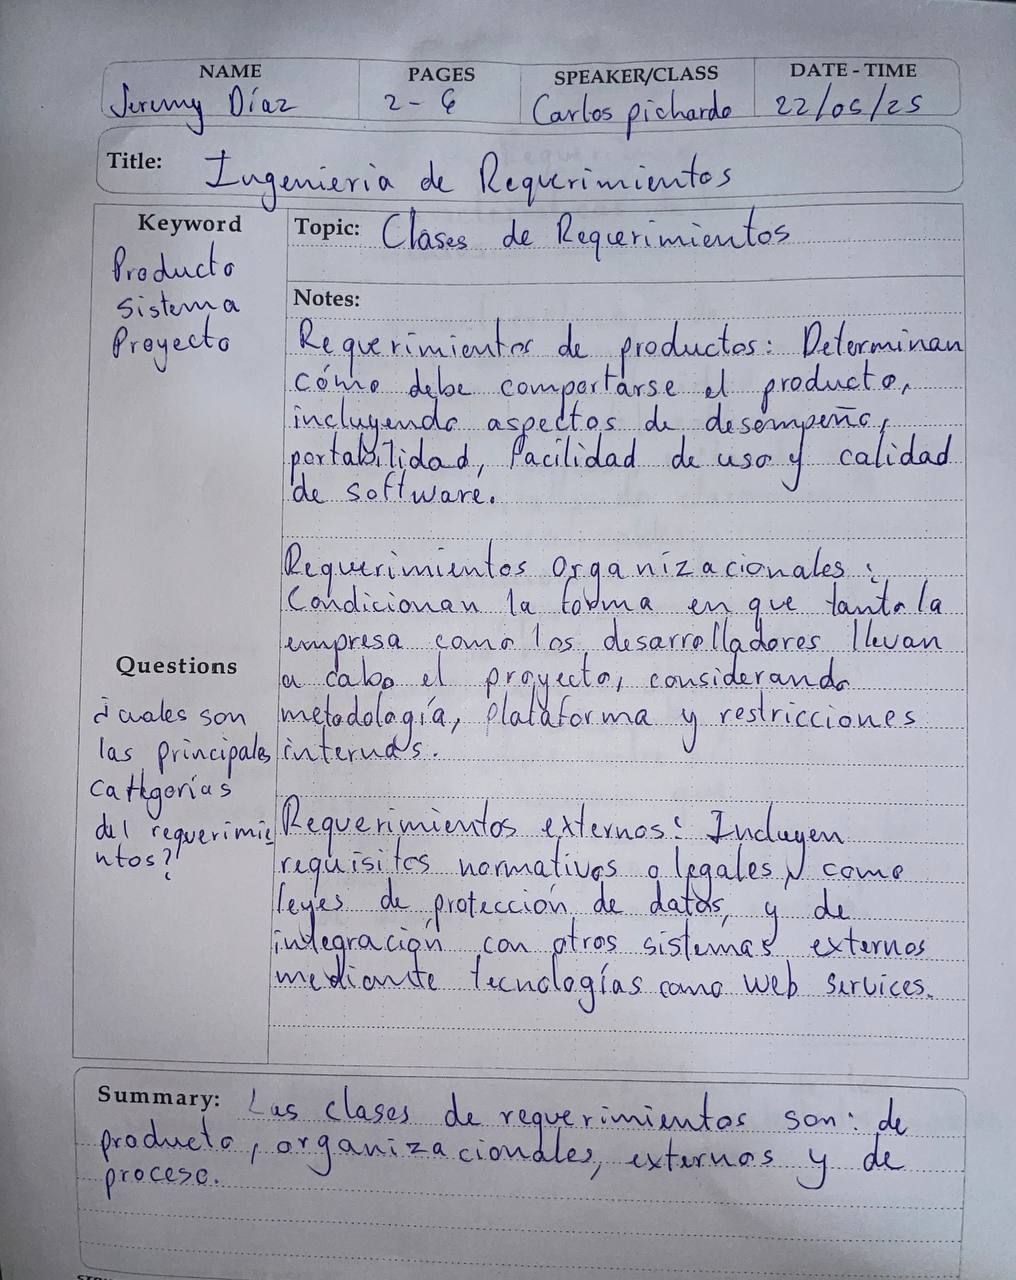 NAME
Jeremy Díaz
PAGES
2 - 6
SPEAKER/CLASS
Carlos pichardo
DATE - TIME
22/05/25
Title: Ingenieria de Requerimientos
Keyword
Producto
Sistema
Proyecto
Questions
¿cuales son
las principales
categorías
del requerimie
ntos?
Topic: Clases de Requerimientos
Notes:
Requerimientos de productos: Determinan
cómo debe comportarse el producto,
incluyendo aspectos de desempeño,
portabilidad, facilidad de uso y calidad
de software.
Requerimientos organizacionales:
Condicionan la forma en que tanto la
empresa como los desarrolladores llevan
a cabo el proyecto, considerando
metodología, plataforma y restricciones
internas.
Requerimientos externos: Incluyen
requisitos normativos o legales, como
leyes de protección de datos, y de
integración con otros sistemas externos
mediante tecnologías como web services.
Summary: Las clases de requerimientos son: de
producto, organizacionales, externos y de
proceso.